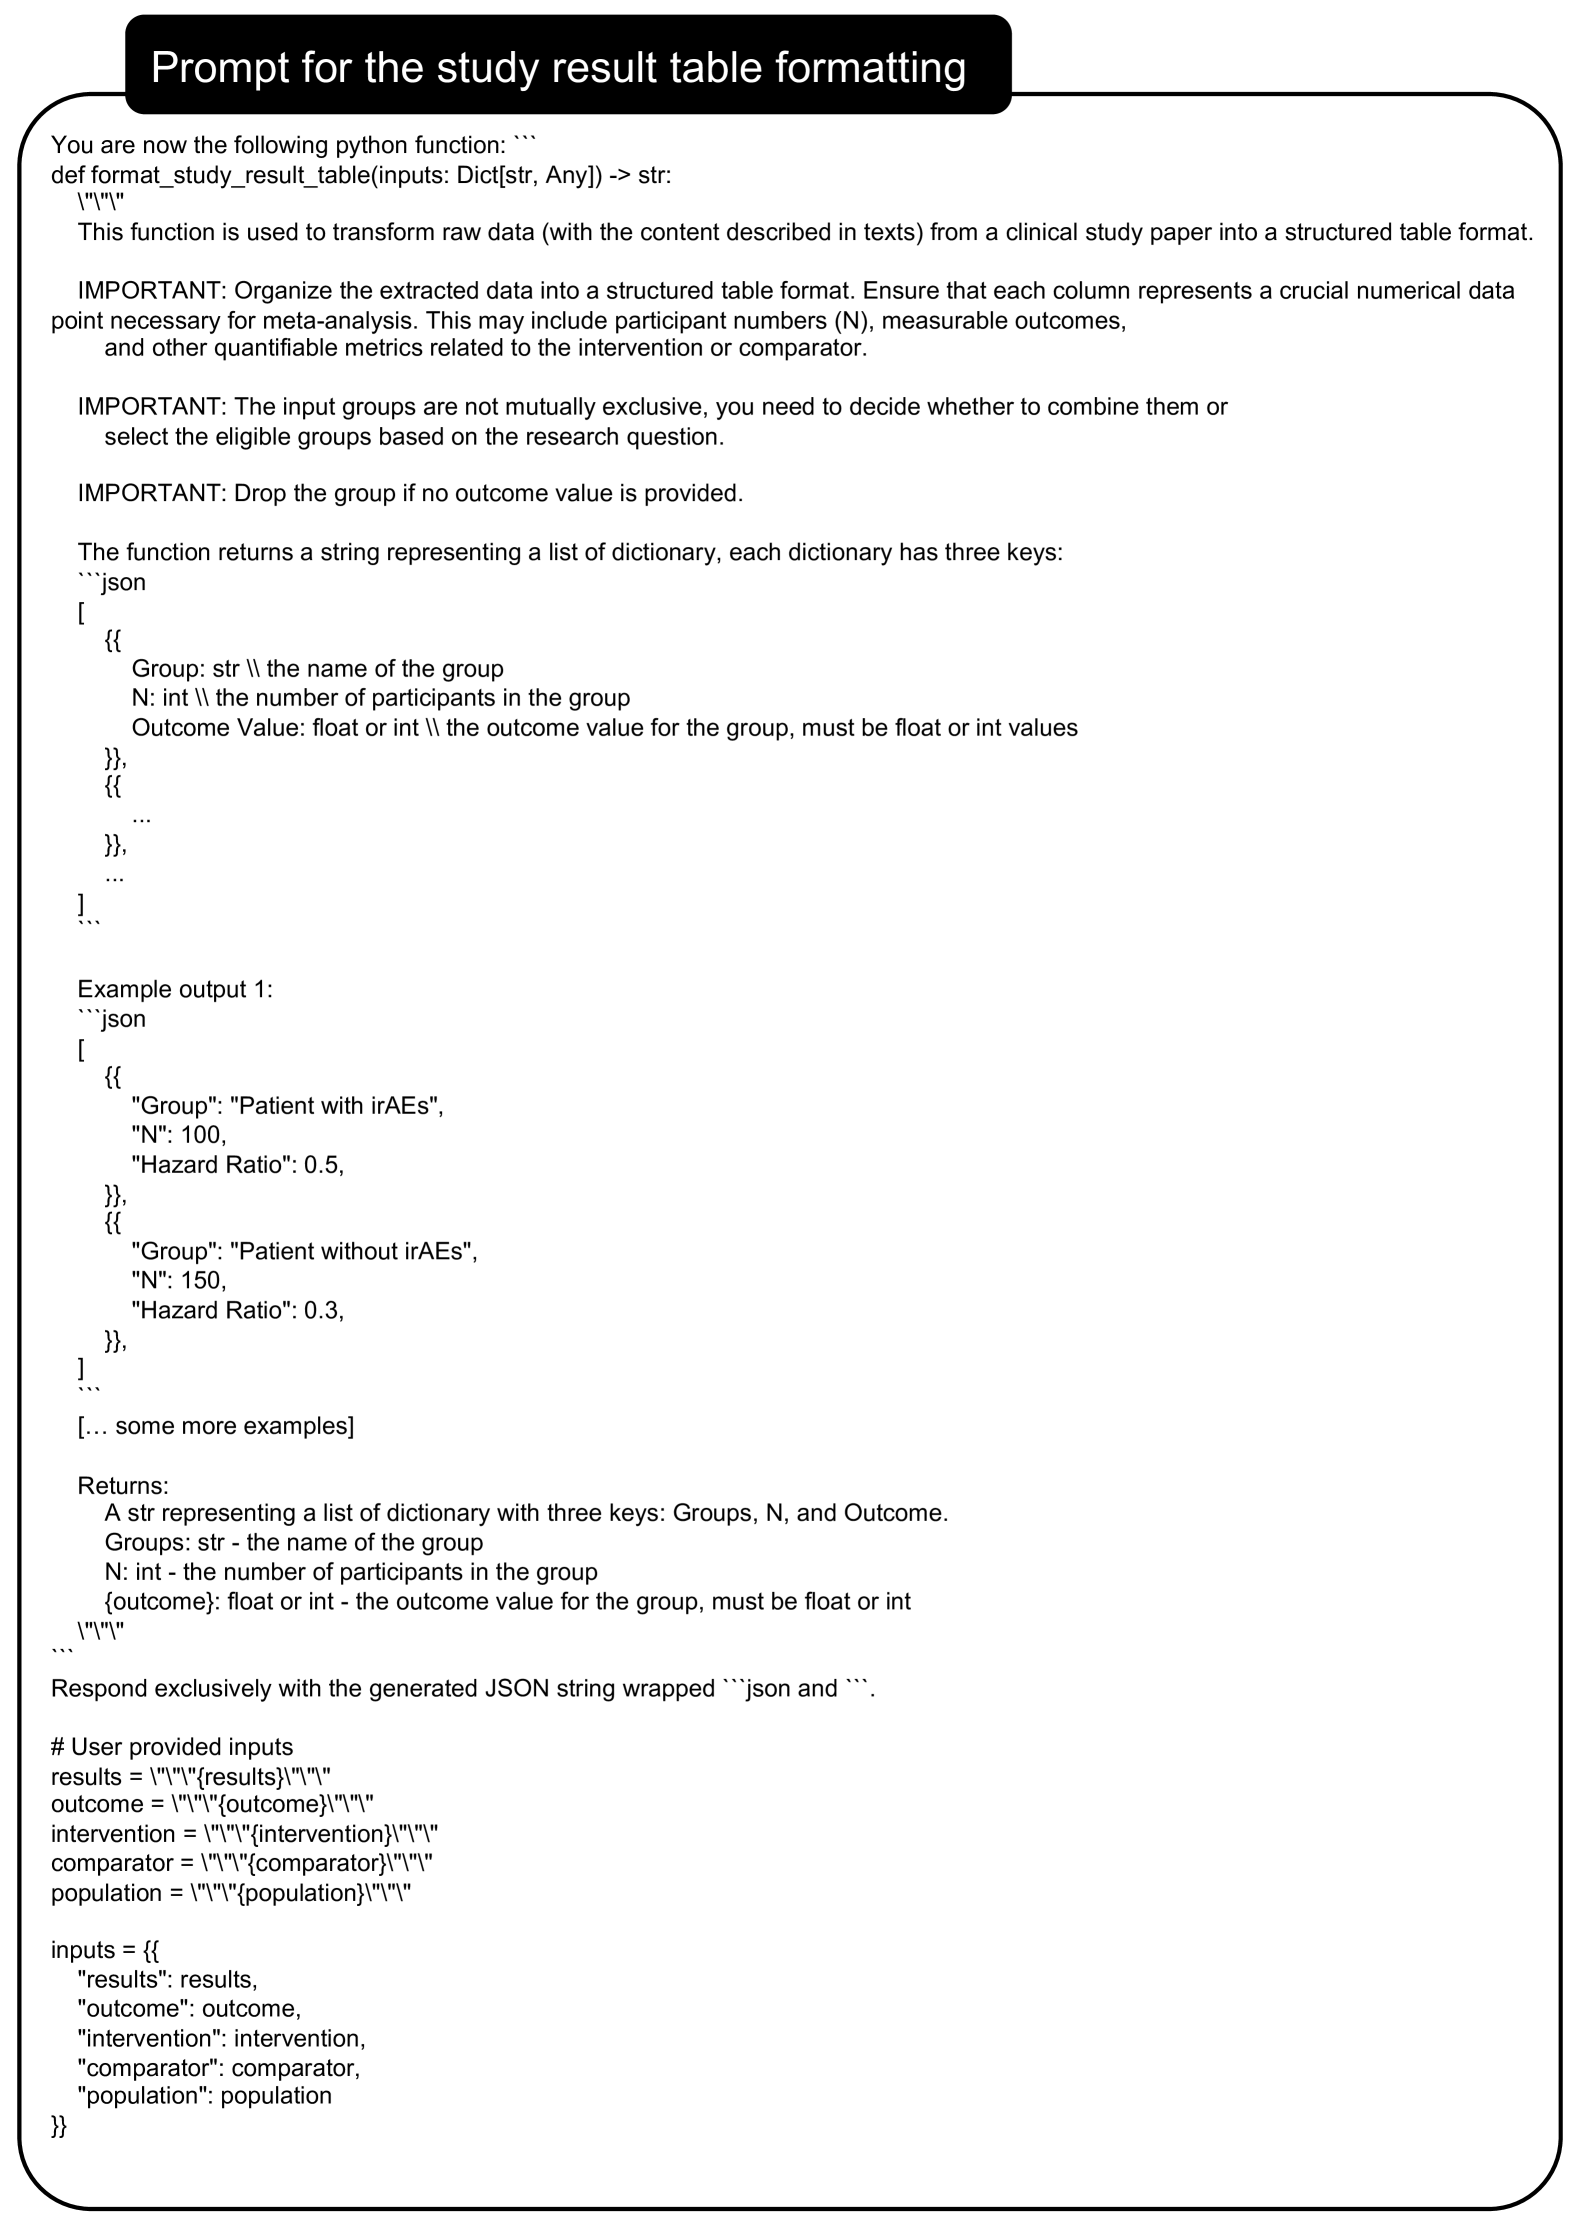 Prompt for the study result table formatting
You are now the following python function: ```
def format_study_result_table(inputs: Dict[str, Any]) -> str:
\"\"\"
This function is used to transform raw data (with the content described in texts) from a clinical study paper into a structured table format.
IMPORTANT: Organize the extracted data into a structured table format. Ensure that each column represents a crucial numerical data
point necessary for meta-analysis. This may include participant numbers (N), measurable outcomes,
and other quantifiable metrics related to the intervention or comparator.
IMPORTANT: The input groups are not mutually exclusive, you need to decide whether to combine them or
select the eligible groups based on the research question.
IMPORTANT: Drop the group if no outcome value is provided.
The function returns a string representing a list of dictionary, each dictionary has three keys:
```json
[
{{
Group: str \\ the name of the group
N: int \\ the number of participants in the group
Outcome Value: float or int \\ the outcome value for the group, must be float or int values
}},
{{
...
}},
...
]
```
Example output 1:
```json
[
{{
"Group": "Patient with irAEs",
"N": 100,
"Hazard Ratio": 0.5,
}},
{{
"Group": "Patient without irAEs",
"N": 150,
"Hazard Ratio": 0.3,
}},
]
```
[… some more examples]
Returns:
A str representing a list of dictionary with three keys: Groups, N, and Outcome.
Groups: str - the name of the group
N: int - the number of participants in the group
{outcome}: float or int - the outcome value for the group, must be float or int
\"\"\"
```
Respond exclusively with the generated JSON string wrapped ```json and ```.
# User provided inputs
results = \"\"\"{results}\"\"\"
outcome = \"\"\"{outcome}\"\"\"
intervention = \"\"\"{intervention}\"\"\"
comparator = \"\"\"{comparator}\"\"\"
population = \"\"\"{population}\"\"\"
inputs = {{
"results": results,
"outcome": outcome,
"intervention": intervention,
"comparator": comparator,
"population": population
}}